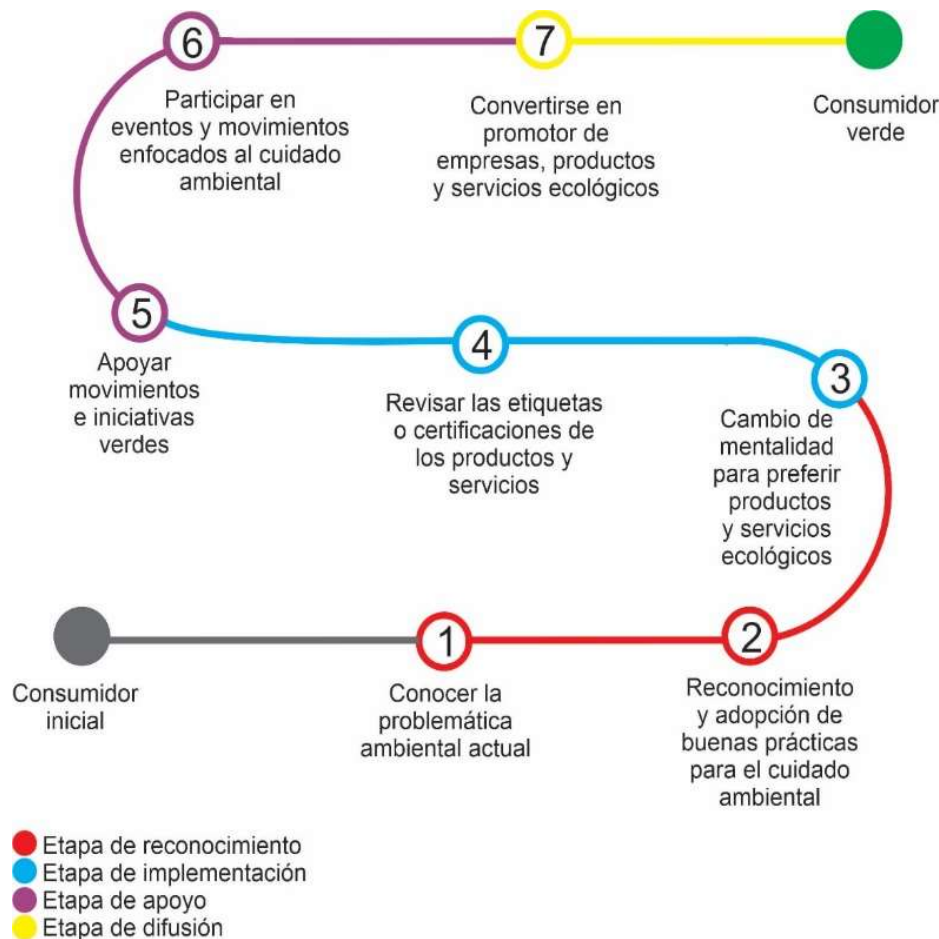 6
Participar en
eventos y movimientos
enfocados al cuidado
ambiental
7
Convertirse en
promotor de
empresas, productos
y servicios ecológicos
Consumidor
verde
5
Apoyar
movimientos
e iniciativas
verdes
4
Revisar las etiquetas
o certificaciones de
los productos y
servicios
3
Cambio de
mentalidad
para preferir
productos
y servicios
ecológicos
Consumidor
inicial
1
Conocer la
problemática
ambiental actual
2
Reconocimiento
y adopción de
buenas prácticas
para el cuidado
ambiental
Etapa de reconocimiento
Etapa de implementación
Etapa de apoyo
Etapa de difusión